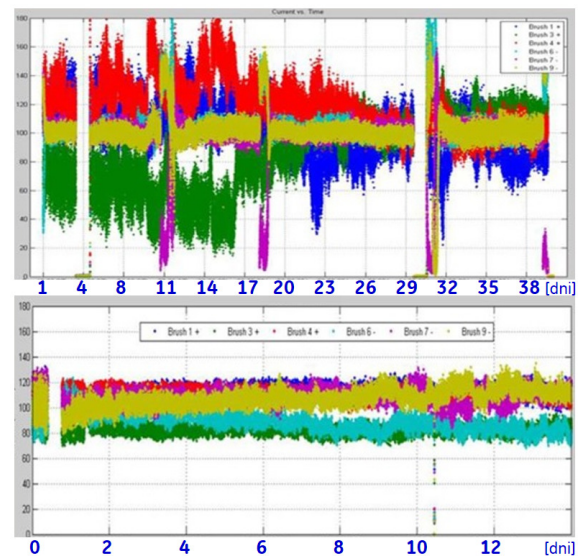 Current vs. Time
180
160
140
120
100
80
60
40
20
0
Brush 1 +
Brush 3 +
Brush 4 +
Brush 6 -
Brush 7 -
Brush 9 -
1 4 8 11 14 17 20 23 26 29 32 35 38 [dni]
180
160
140
120
100
80
60
40
20
0
Brush 1 + Brush 3 + Brush 4 + Brush 6 - Brush 7 - Brush 9 -
0 2 4 6 8 10 12 [dni]